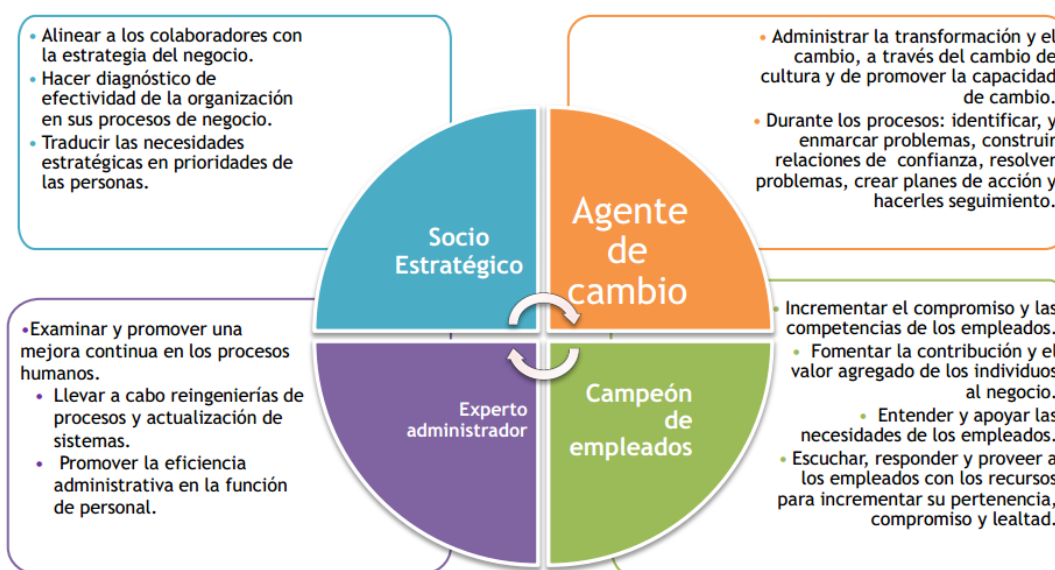 • Alinear a los colaboradores con
la estrategia del negocio.
• Hacer diagnóstico de
efectividad de la organización
en sus procesos de negocio.
• Traducir las necesidades
estratégicas en prioridades de
las personas.
• Administrar la transformación y el
cambio, a través del cambio de
cultura y de promover la capacidad
de cambio.
• Durante los procesos: identificar, y
enmarcar problemas, construir
relaciones de confianza, resolver
problemas, crear planes de acción y
hacerles seguimiento.
Socio
Estratégico
Agente
de
cambio
•Examinar y promover una
mejora continua en los procesos
humanos.
• Llevar a cabo reingenierías de
procesos y actualización de
sistemas.
• Promover la eficiencia
administrativa en la función
de personal.
Experto
administrador
Campeón
de
empleados
• Incrementar el compromiso y las
competencias de los empleados.
• Fomentar la contribución y el
valor agregado de los individuos
al negocio.
• Entender y apoyar las
necesidades de los empleados.
• Escuchar, responder y proveer a
los empleados con los recursos
para incrementar su pertenencia,
compromiso y lealtad.